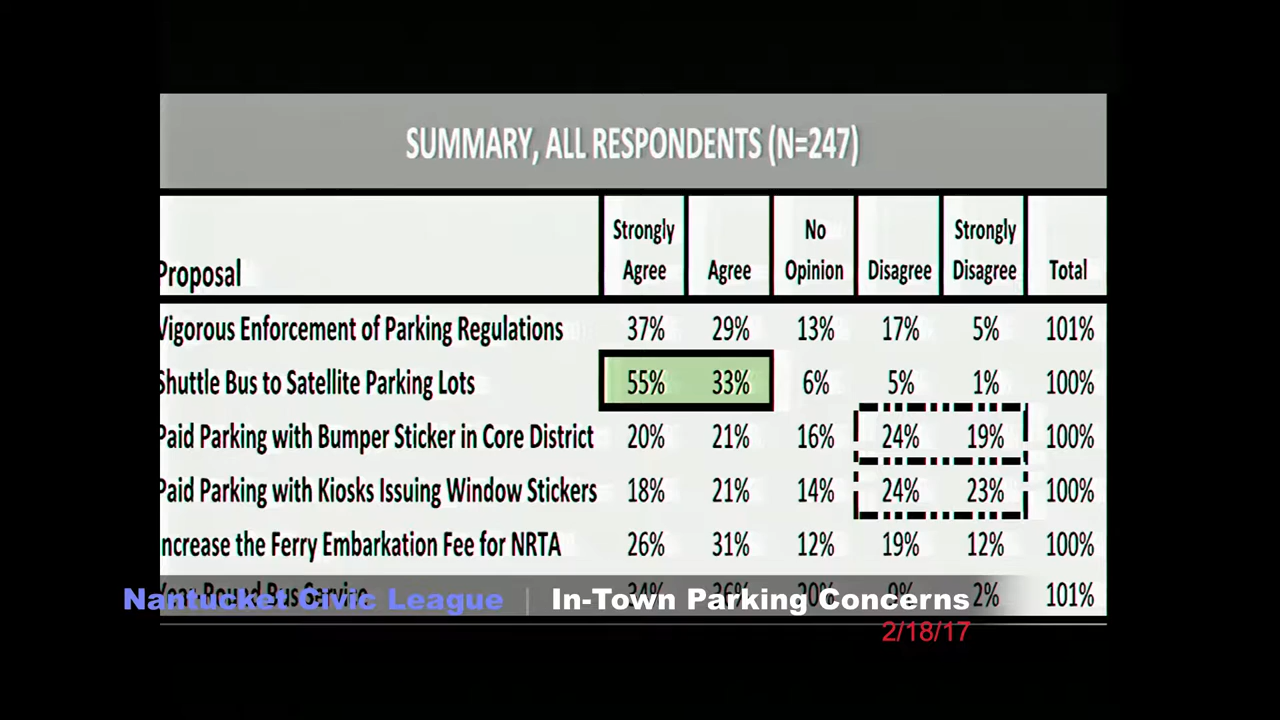 SUMMARY, ALL RESPONDENTS (N=247)
Proposal Strongly Agree Agree No Opinion Disagree Strongly Disagree Total
Vigorous Enforcement of Parking Regulations 37% 29% 13% 17% 5% 101%
Shuttle Bus to Satellite Parking Lots 55% 33% 6% 5% 1% 100%
Paid Parking with Bumper Sticker in Core District 20% 21% 16% 24% 19% 100%
Paid Parking with Kiosks Issuing Window Stickers 18% 21% 14% 24% 23% 100%
Increase the Ferry Embarkation Fee for NRTA 26% 31% 12% 19% 12% 100%
Year-Round Bus Service 2% 101%
Nantucket Civic League | In-Town Parking Concerns
2/18/17